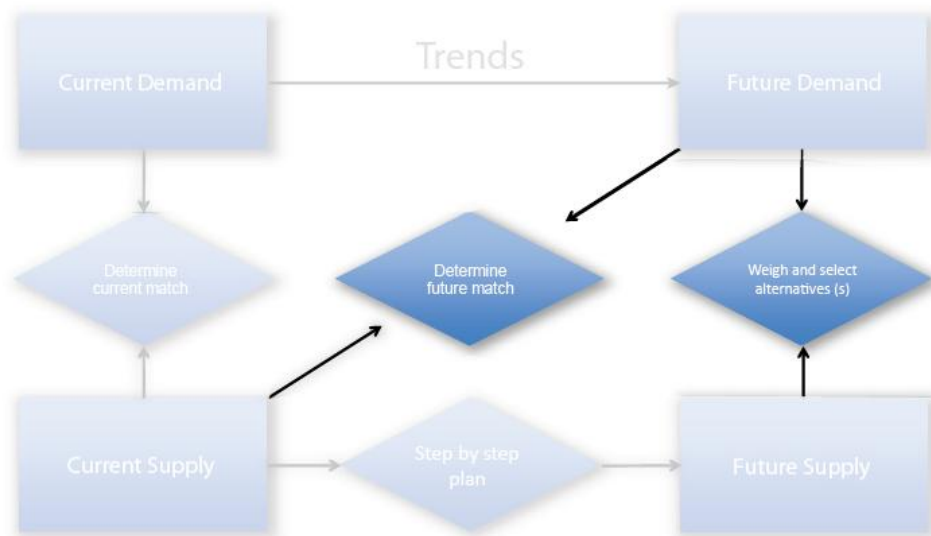 Trends
Current Demand
Future Demand
Determine
current match
Determine
future match
Weigh and select
alternatives (s)
Current Supply
Step by step
plan
Future Supply